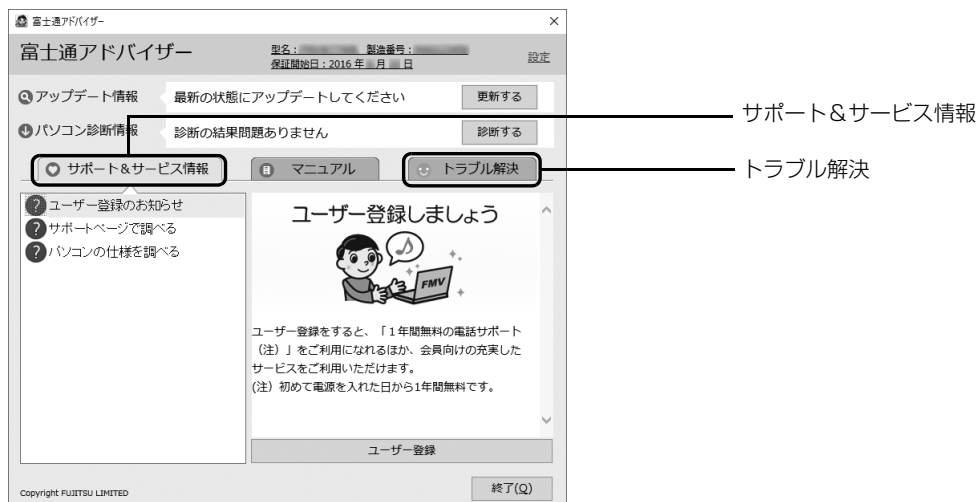 富士通アドバイザー
富士通アドバイザー
型名： 製造番号：
保証開始日：2016 年 月 日
設定
アップデート情報
最新の状態にアップデートしてください
更新する
パソコン診断情報
診断の結果問題ありません
診断する
サポート＆サービス情報
マニュアル
トラブル解決
サポート＆サービス情報
トラブル解決
ユーザー登録のお知らせ
サポートページで調べる
パソコンの仕様を調べる
ユーザー登録しましょう
FMV
ユーザー登録をすると、「１年間無料の電話サポート
（注）」をご利用になれるほか、会員向けの充実した
サービスをご利用いただけます。
(注）初めて電源を入れた日から1年間無料です。
ユーザー登録
Copyright FUJITSU LIMITED
終了(Q)